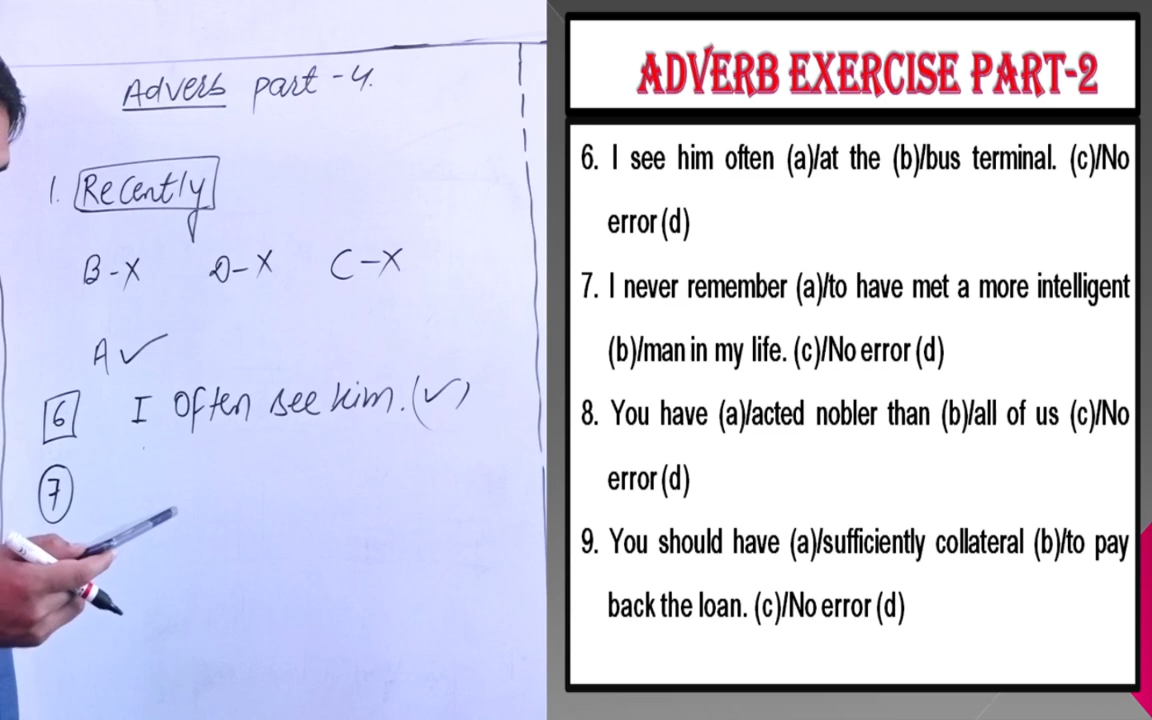 Adverb part-4.
1. Recently
B-X D-X C-X
A ✓
6 I Often see him. (✓)
7
ADVERB EXERCISE PART-2
6. I see him often (a)/at the (b)/bus terminal. (c)/No
error (d)
7. I never remember (a)/to have met a more intelligent
(b)/man in my life. (c)/No error (d)
8. You have (a)/acted nobler than (b)/all of us (c)/No
error (d)
9. You should have (a)/sufficiently collateral (b)/to pay
back the loan. (c)/No error (d)